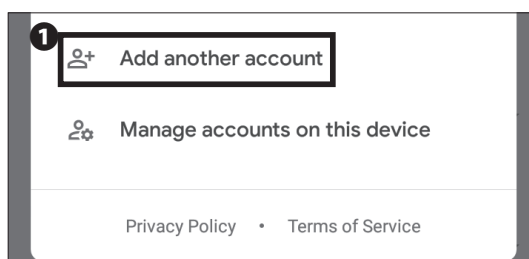 1
Add another account
Manage accounts on this device
Privacy Policy • Terms of Service